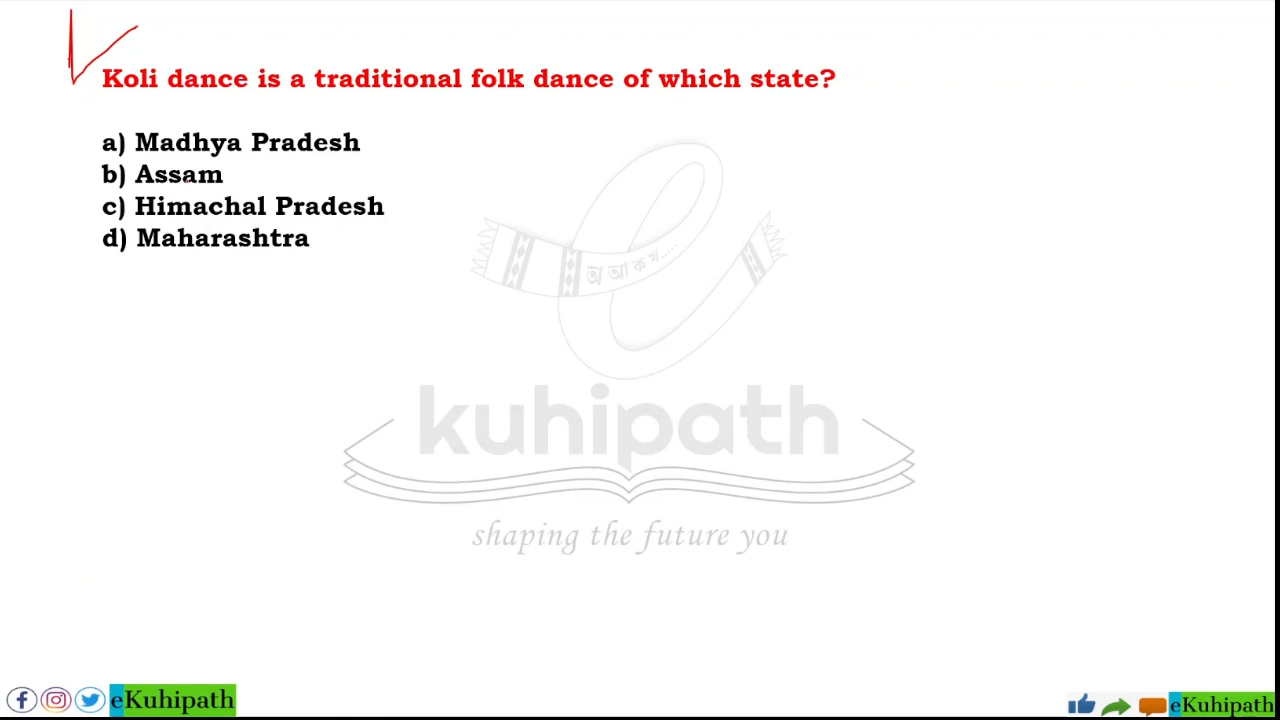 Koli dance is a traditional folk dance of which state?
a) Madhya Pradesh
b) Assam
c) Himachal Pradesh
d) Maharashtra
অ আ ক খ.....
kuhipath
shaping the future you
eKuhipath
eKuhipath